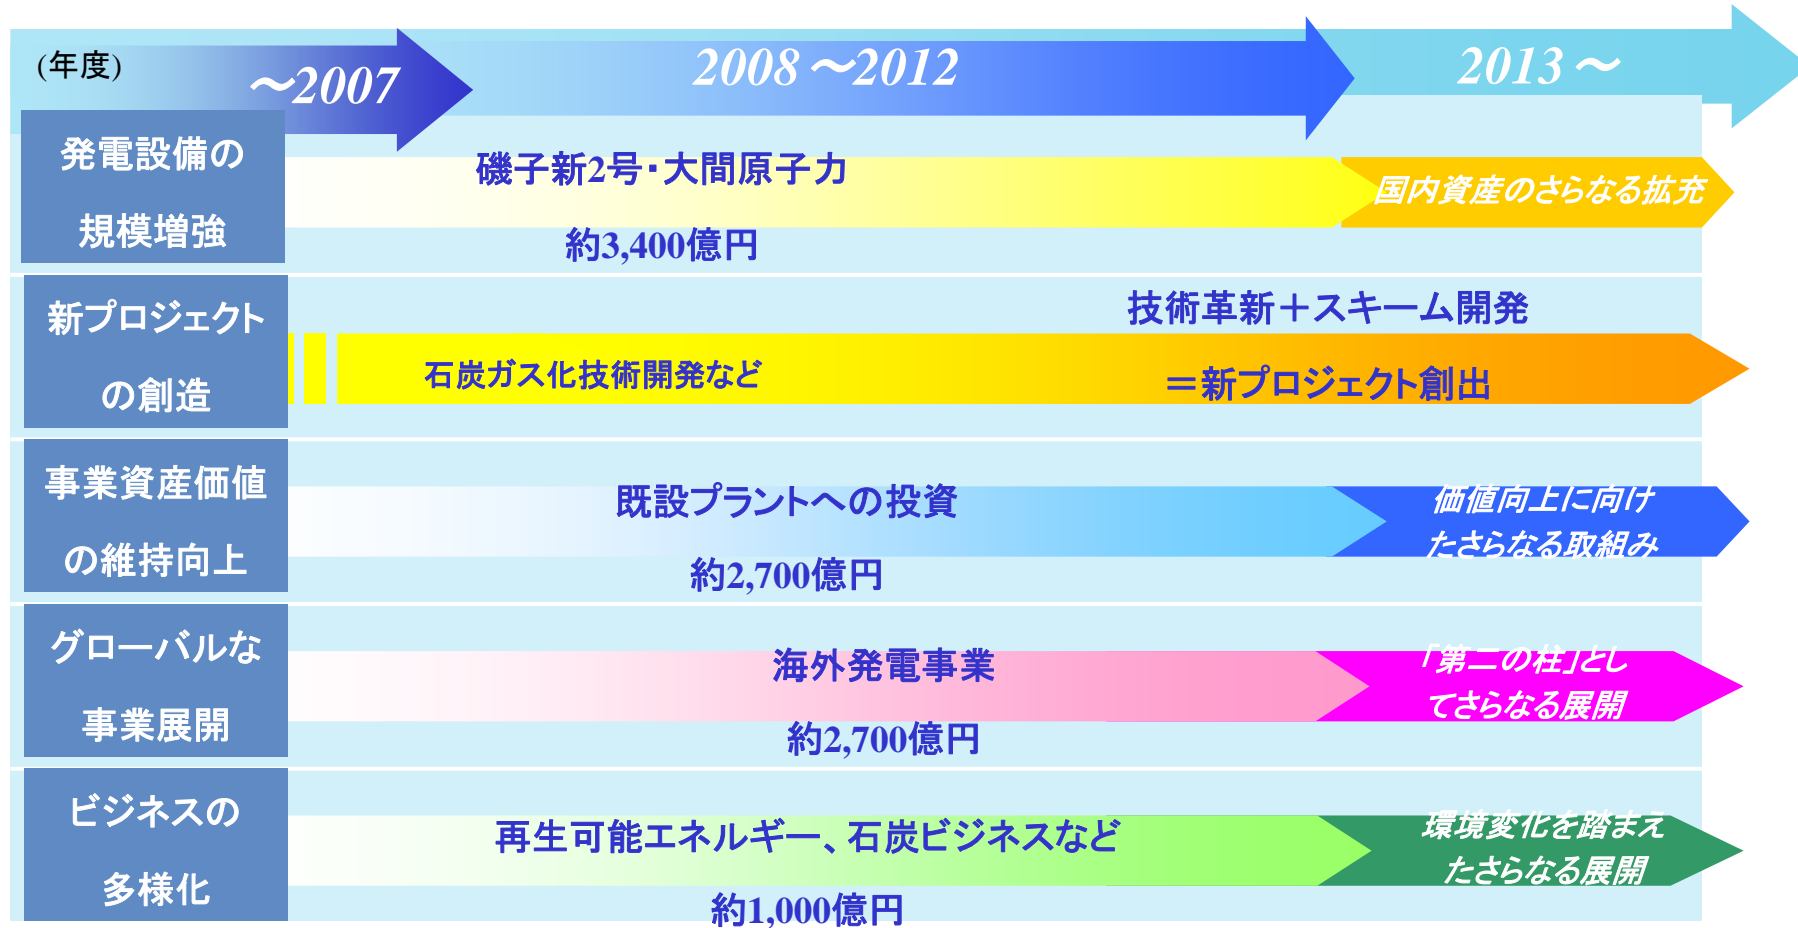 (年度)
～2007
2008～2012
2013～
発電設備の
規模増強
磯子新2号・大間原子力
約3,400億円
国内資産のさらなる拡充
新プロジェクト
の創造
石炭ガス化技術開発など
技術革新＋スキーム開発
＝新プロジェクト創出
事業資産価値
の維持向上
既設プラントへの投資
約2,700億円
価値向上に向け
たさらなる取組み
グローバルな
事業展開
海外発電事業
約2,700億円
「第二の柱」とし
てさらなる展開
ビジネスの
多様化
再生可能エネルギー、石炭ビジネスなど
約1,000億円
環境変化を踏まえ
たさらなる展開